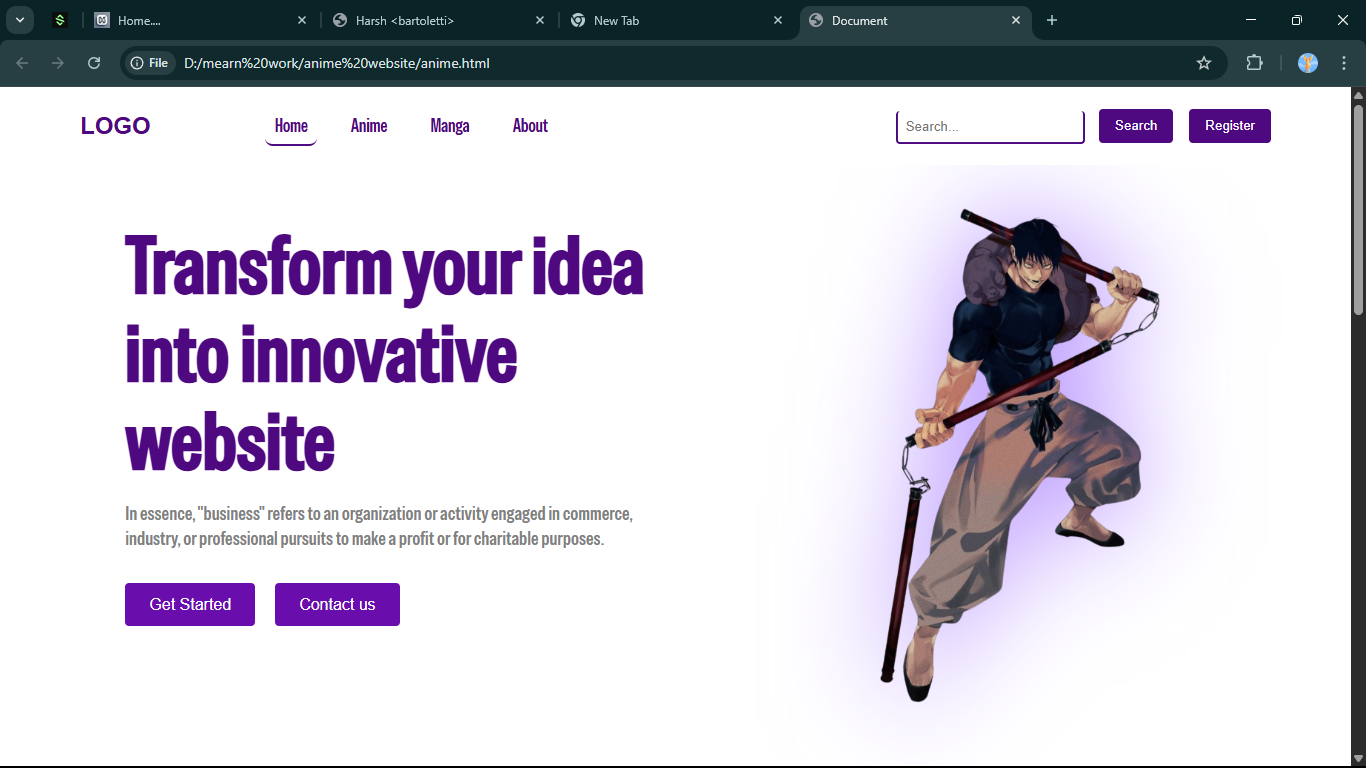 Home....
Harsh <bartoletti>
New Tab
Document
File
D:/mearn%20work/anime%20website/anime.html
LOGO
Home
Anime
Manga
About
Search...
Search
Register
Transform your idea
into innovative
website
In essence, "business" refers to an organization or activity engaged in commerce,
industry, or professional pursuits to make a profit or for charitable purposes.
Get Started
Contact us